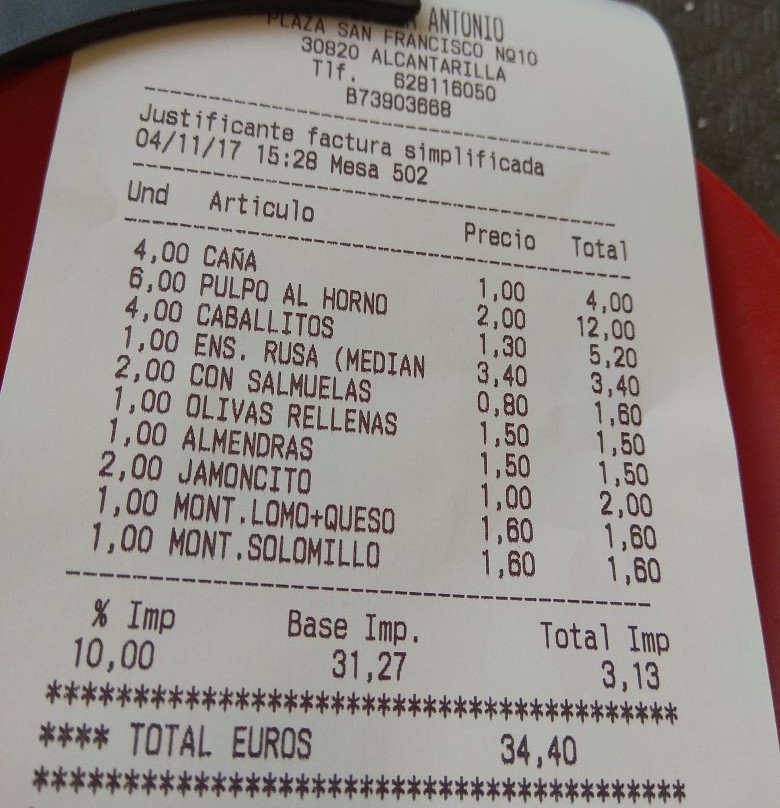 ANTONIO
PLAZA SAN FRANCISCO Nº10
30820 ALCANTARILLA
Tlf. 628116050
B73903668
Justificante factura simplificada
04/11/17 15:28 Mesa 502
Und Articulo Precio Total
4,00 CAÑA 1,00 4,00
6,00 PULPO AL HORNO 2,00 12,00
4,00 CABALLITOS 1,30 5,20
1,00 ENS. RUSA (MEDIAN 3,40 3,40
2,00 CON SALMUELAS 0,80 1,60
1,00 OLIVAS RELLENAS 1,50 1,50
1,00 ALMENDRAS 1,50 1,50
2,00 JAMONCITO 1,00 2,00
1,00 MONT.LOMO+QUESO 1,60 1,60
1,00 MONT.SOLOMILLO 1,60 1,60
% Imp Base Imp. Total Imp
10,00 31,27 3,13
**** TOTAL EUROS 34,40